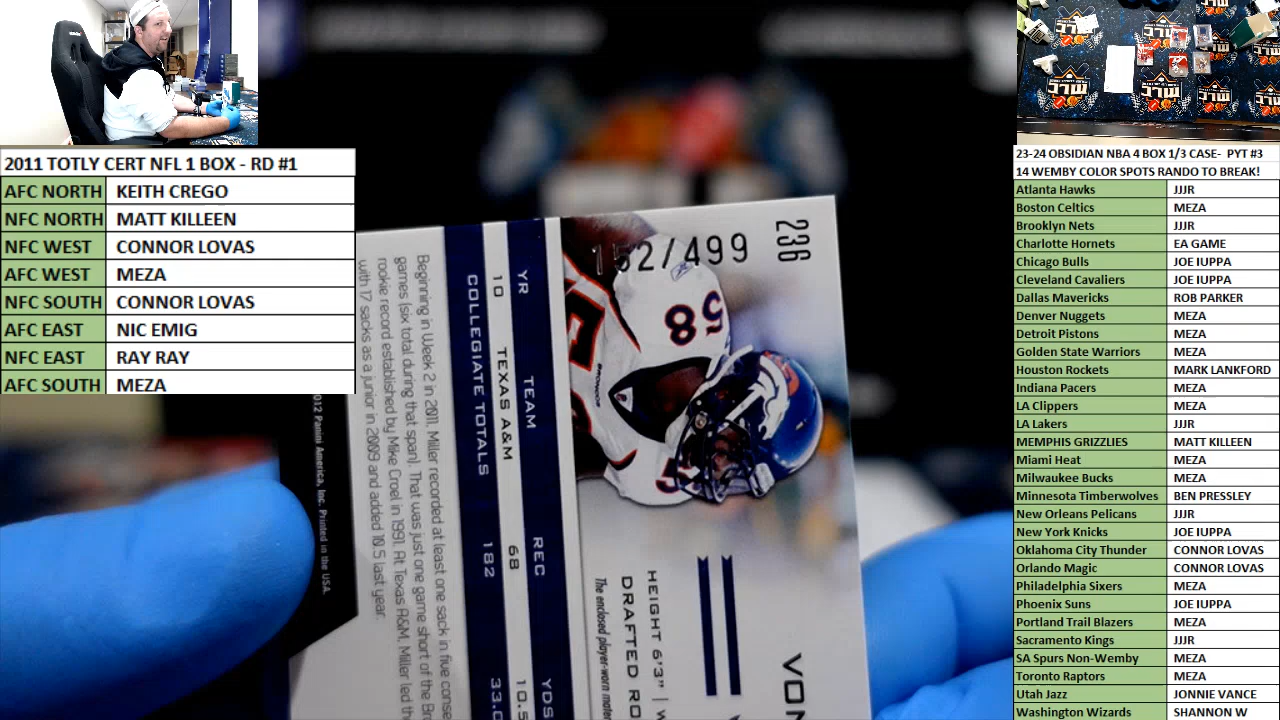 2011 TOTLY CERT NFL 1 BOX - RD #1
AFC NORTH KEITH CREGO
NFC NORTH MATT KILLEEN
NFC WEST CONNOR LOVAS
AFC WEST MEZA
NFC SOUTH CONNOR LOVAS
AFC EAST NIC EMIG
NFC EAST RAY RAY
AFC SOUTH MEZA
236
152/499
58
BRONCOS
VON
HEIGHT 6'3" |
DRAFTED RO
The enclosed player-worn mater
YR TEAM REC YDS
10 TEXAS A&M 68 10.5
COLLEGIATE TOTALS 182 33.0
Beginning in Week 2 in 2011, Miller recorded at least one sack in five conse
games (six total during that span). That was just one game short of the Bro
rookie record established by Mike Croel in 1991. At Texas A&M, Miller led th
with 17 sacks as a junior in 2009 and added 10.5 last year.
012 Panini America, Inc. Printed in the USA.
23-24 OBSIDIAN NBA 4 BOX 1/3 CASE- PYT #3
14 WEMBY COLOR SPOTS RANDO TO BREAK!
Atlanta Hawks JJJR
Boston Celtics MEZA
Brooklyn Nets JJJR
Charlotte Hornets EA GAME
Chicago Bulls JOE IUPPA
Cleveland Cavaliers JOE IUPPA
Dallas Mavericks ROB PARKER
Denver Nuggets MEZA
Detroit Pistons MEZA
Golden State Warriors MEZA
Houston Rockets MARK LANKFORD
Indiana Pacers MEZA
LA Clippers MEZA
LA Lakers JJJR
MEMPHIS GRIZZLIES MATT KILLEEN
Miami Heat MEZA
Milwaukee Bucks MEZA
Minnesota Timberwolves BEN PRESSLEY
New Orleans Pelicans JJJR
New York Knicks JOE IUPPA
Oklahoma City Thunder CONNOR LOVAS
Orlando Magic CONNOR LOVAS
Philadelphia Sixers MEZA
Phoenix Suns JOE IUPPA
Portland Trail Blazers MEZA
Sacramento Kings JJJR
SA Spurs Non-Wemby MEZA
Toronto Raptors MEZA
Utah Jazz JONNIE VANCE
Washington Wizards SHANNON W